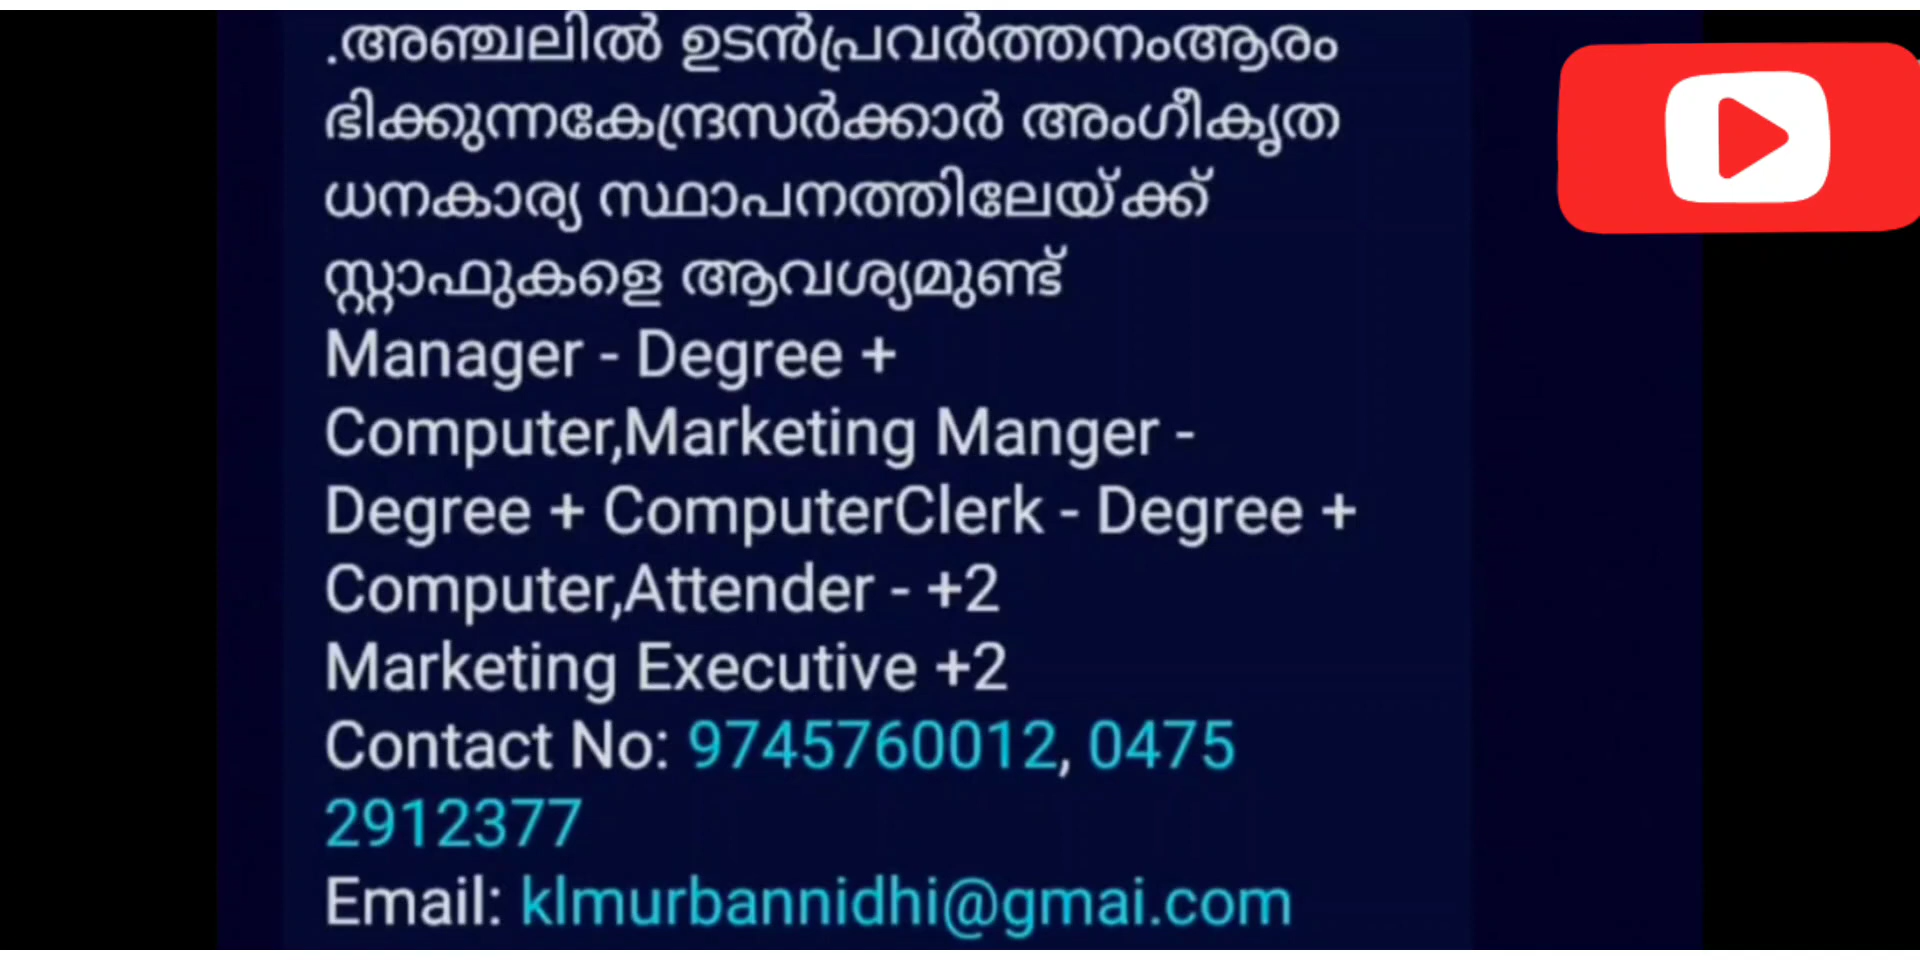 .അഞ്ചലിൽ ഉടൻപ്രവർത്തനംആരം
ഭിക്കുന്നകേന്ദ്രസർക്കാർ അംഗീകൃത
ധനകാര്യ സ്ഥാപനത്തിലേയ്ക്ക്
സ്റ്റാഫുകളെ ആവശ്യമുണ്ട്
Manager - Degree +
Computer,Marketing Manger -
Degree + ComputerClerk - Degree +
Computer,Attender - +2
Marketing Executive +2
Contact No: 9745760012, 0475
2912377
Email: klmurbannidhi@gmai.com